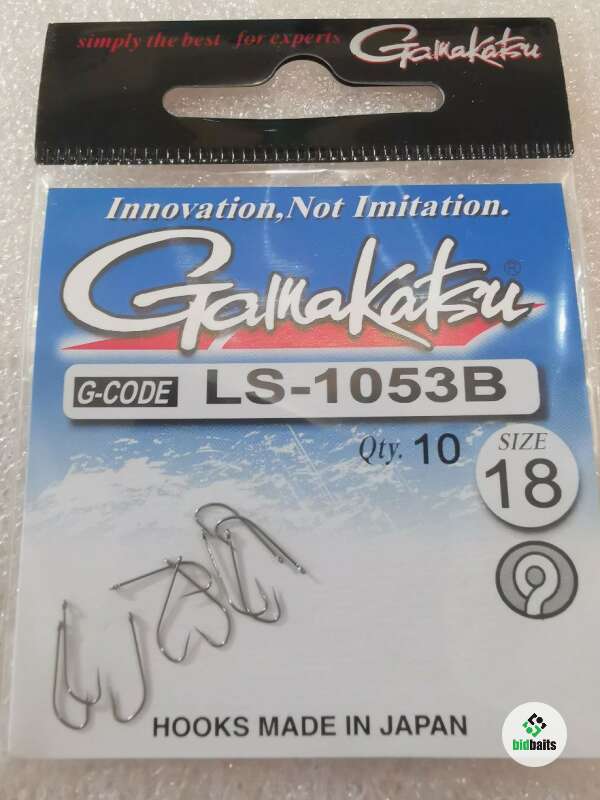 simply the best for experts Gamakatsu
Innovation,Not Imitation.
Gamakatsu®
G-CODE LS-1053B
Qty. 10
SIZE
18
HOOKS MADE IN JAPAN
bidbaits